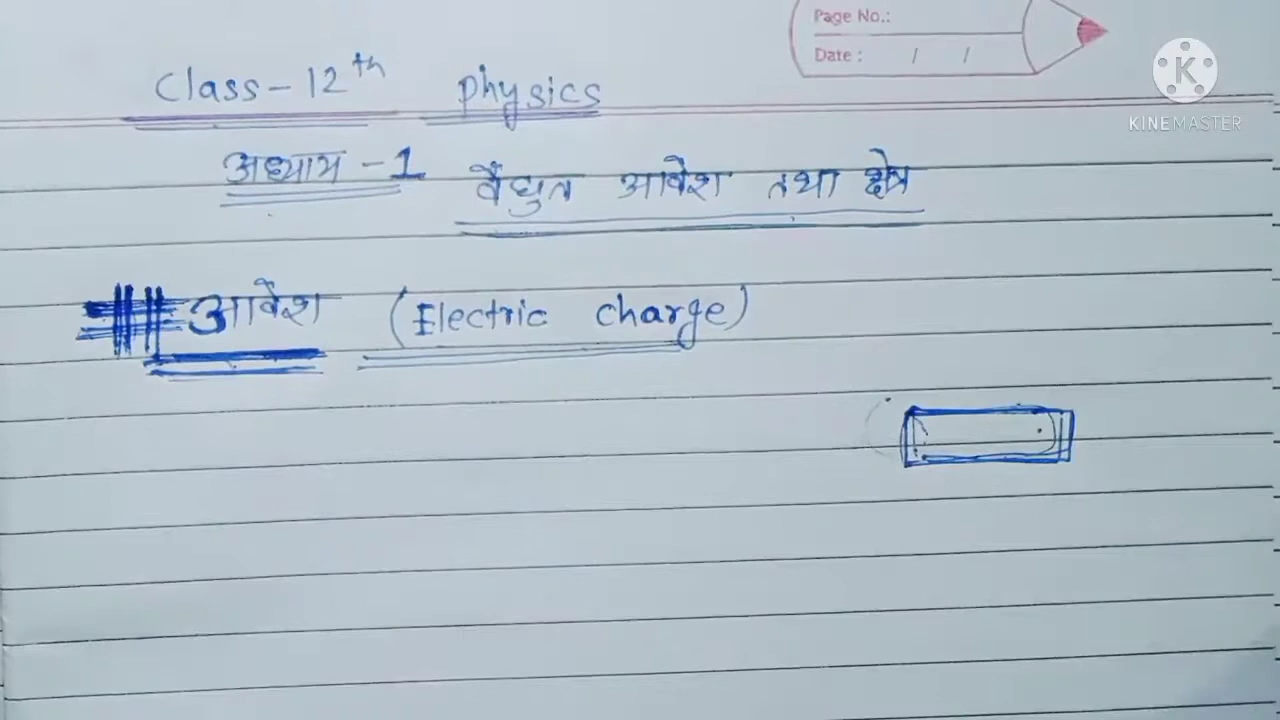 Page No.:
Date : / /
KINEMASTER
Class-12th Physics
अध्याय -1 वैधुत आवेश तथा क्षेत्र
# आवेश (Electric charge)